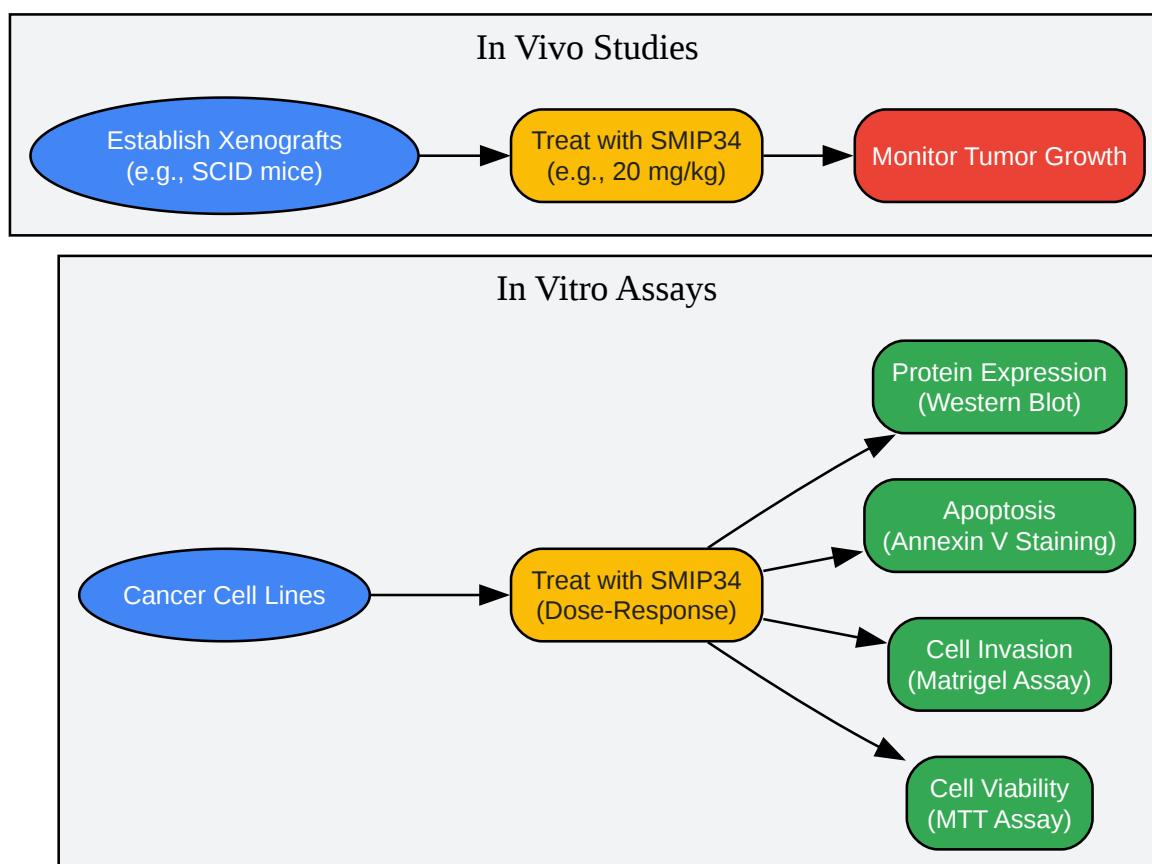 In Vivo Studies
Establish Xenografts
(e.g., SCID mice)
Treat with SMIP34
(e.g., 20 mg/kg)
Monitor Tumor Growth
In Vitro Assays
Cancer Cell Lines
Treat with SMIP34
(Dose-Response)
Protein Expression
(Western Blot)
Apoptosis
(Annexin V Staining)
Cell Invasion
(Matrigel Assay)
Cell Viability
(MTT Assay)